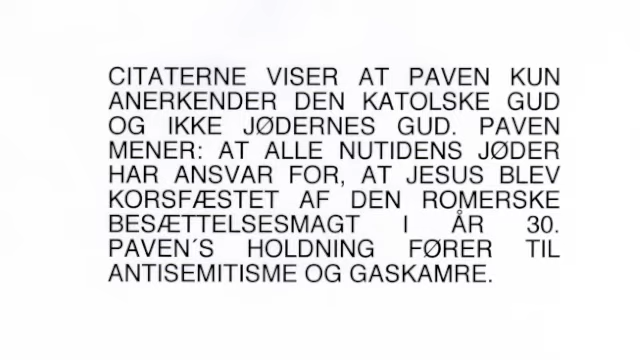 CITATERNE VISER AT PAVEN KUN
ANERKENDER DEN KATOLSKE GUD
OG IKKE JØDERNES GUD. PAVEN
MENER: AT ALLE NUTIDENS JØDER
HAR ANSVAR FOR, AT JESUS BLEV
KORSFÆSTET AF DEN ROMERSKE
BESÆTTELSESMAGT I ÅR 30.
PAVEN´S HOLDNING FØRER TIL
ANTISEMITISME OG GASKAMRE.